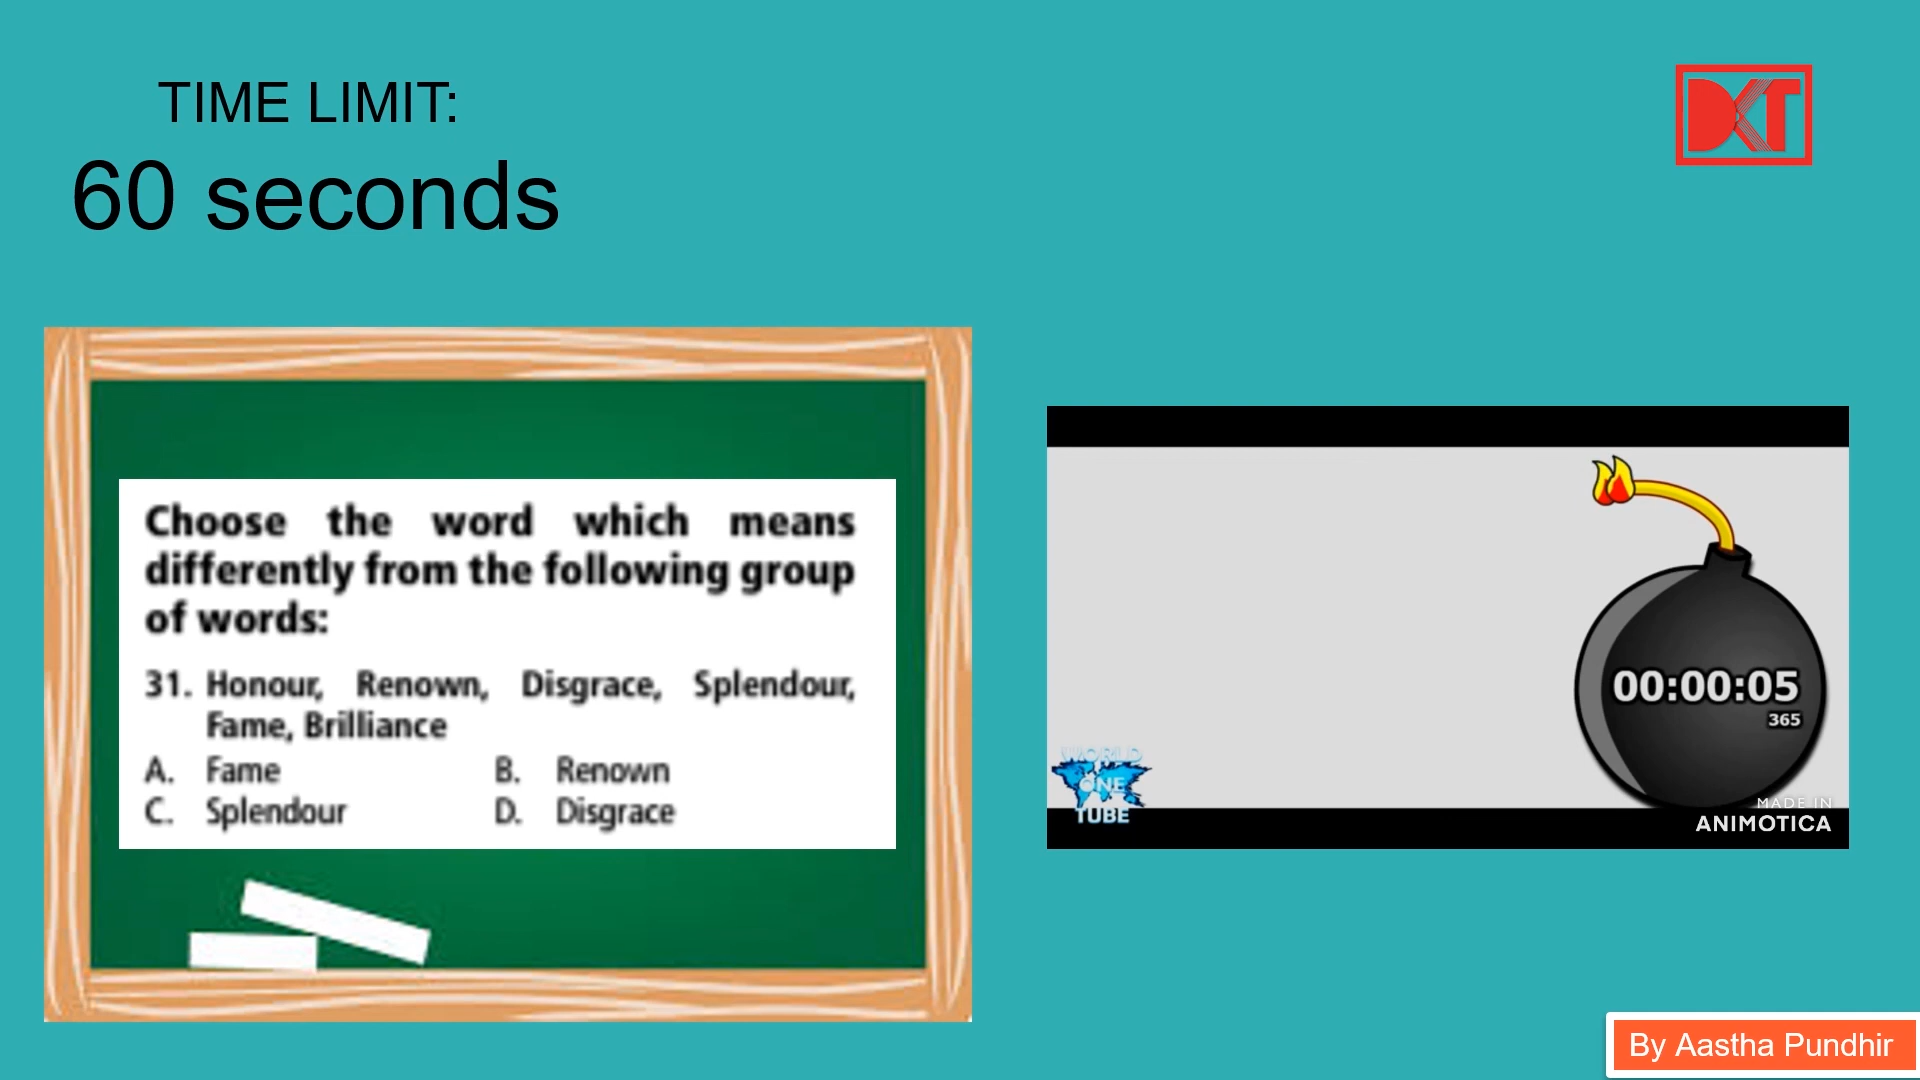 TIME LIMIT:
60 seconds
DKT
Choose the word which means
differently from the following group
of words:
31. Honour, Renown, Disgrace, Splendour,
Fame, Brilliance
A. Fame B. Renown
C. Splendour D. Disgrace
00:00:05
365
WORLD
ONE
TUBE
MADE IN
ANIMOTICA
By Aastha Pundhir